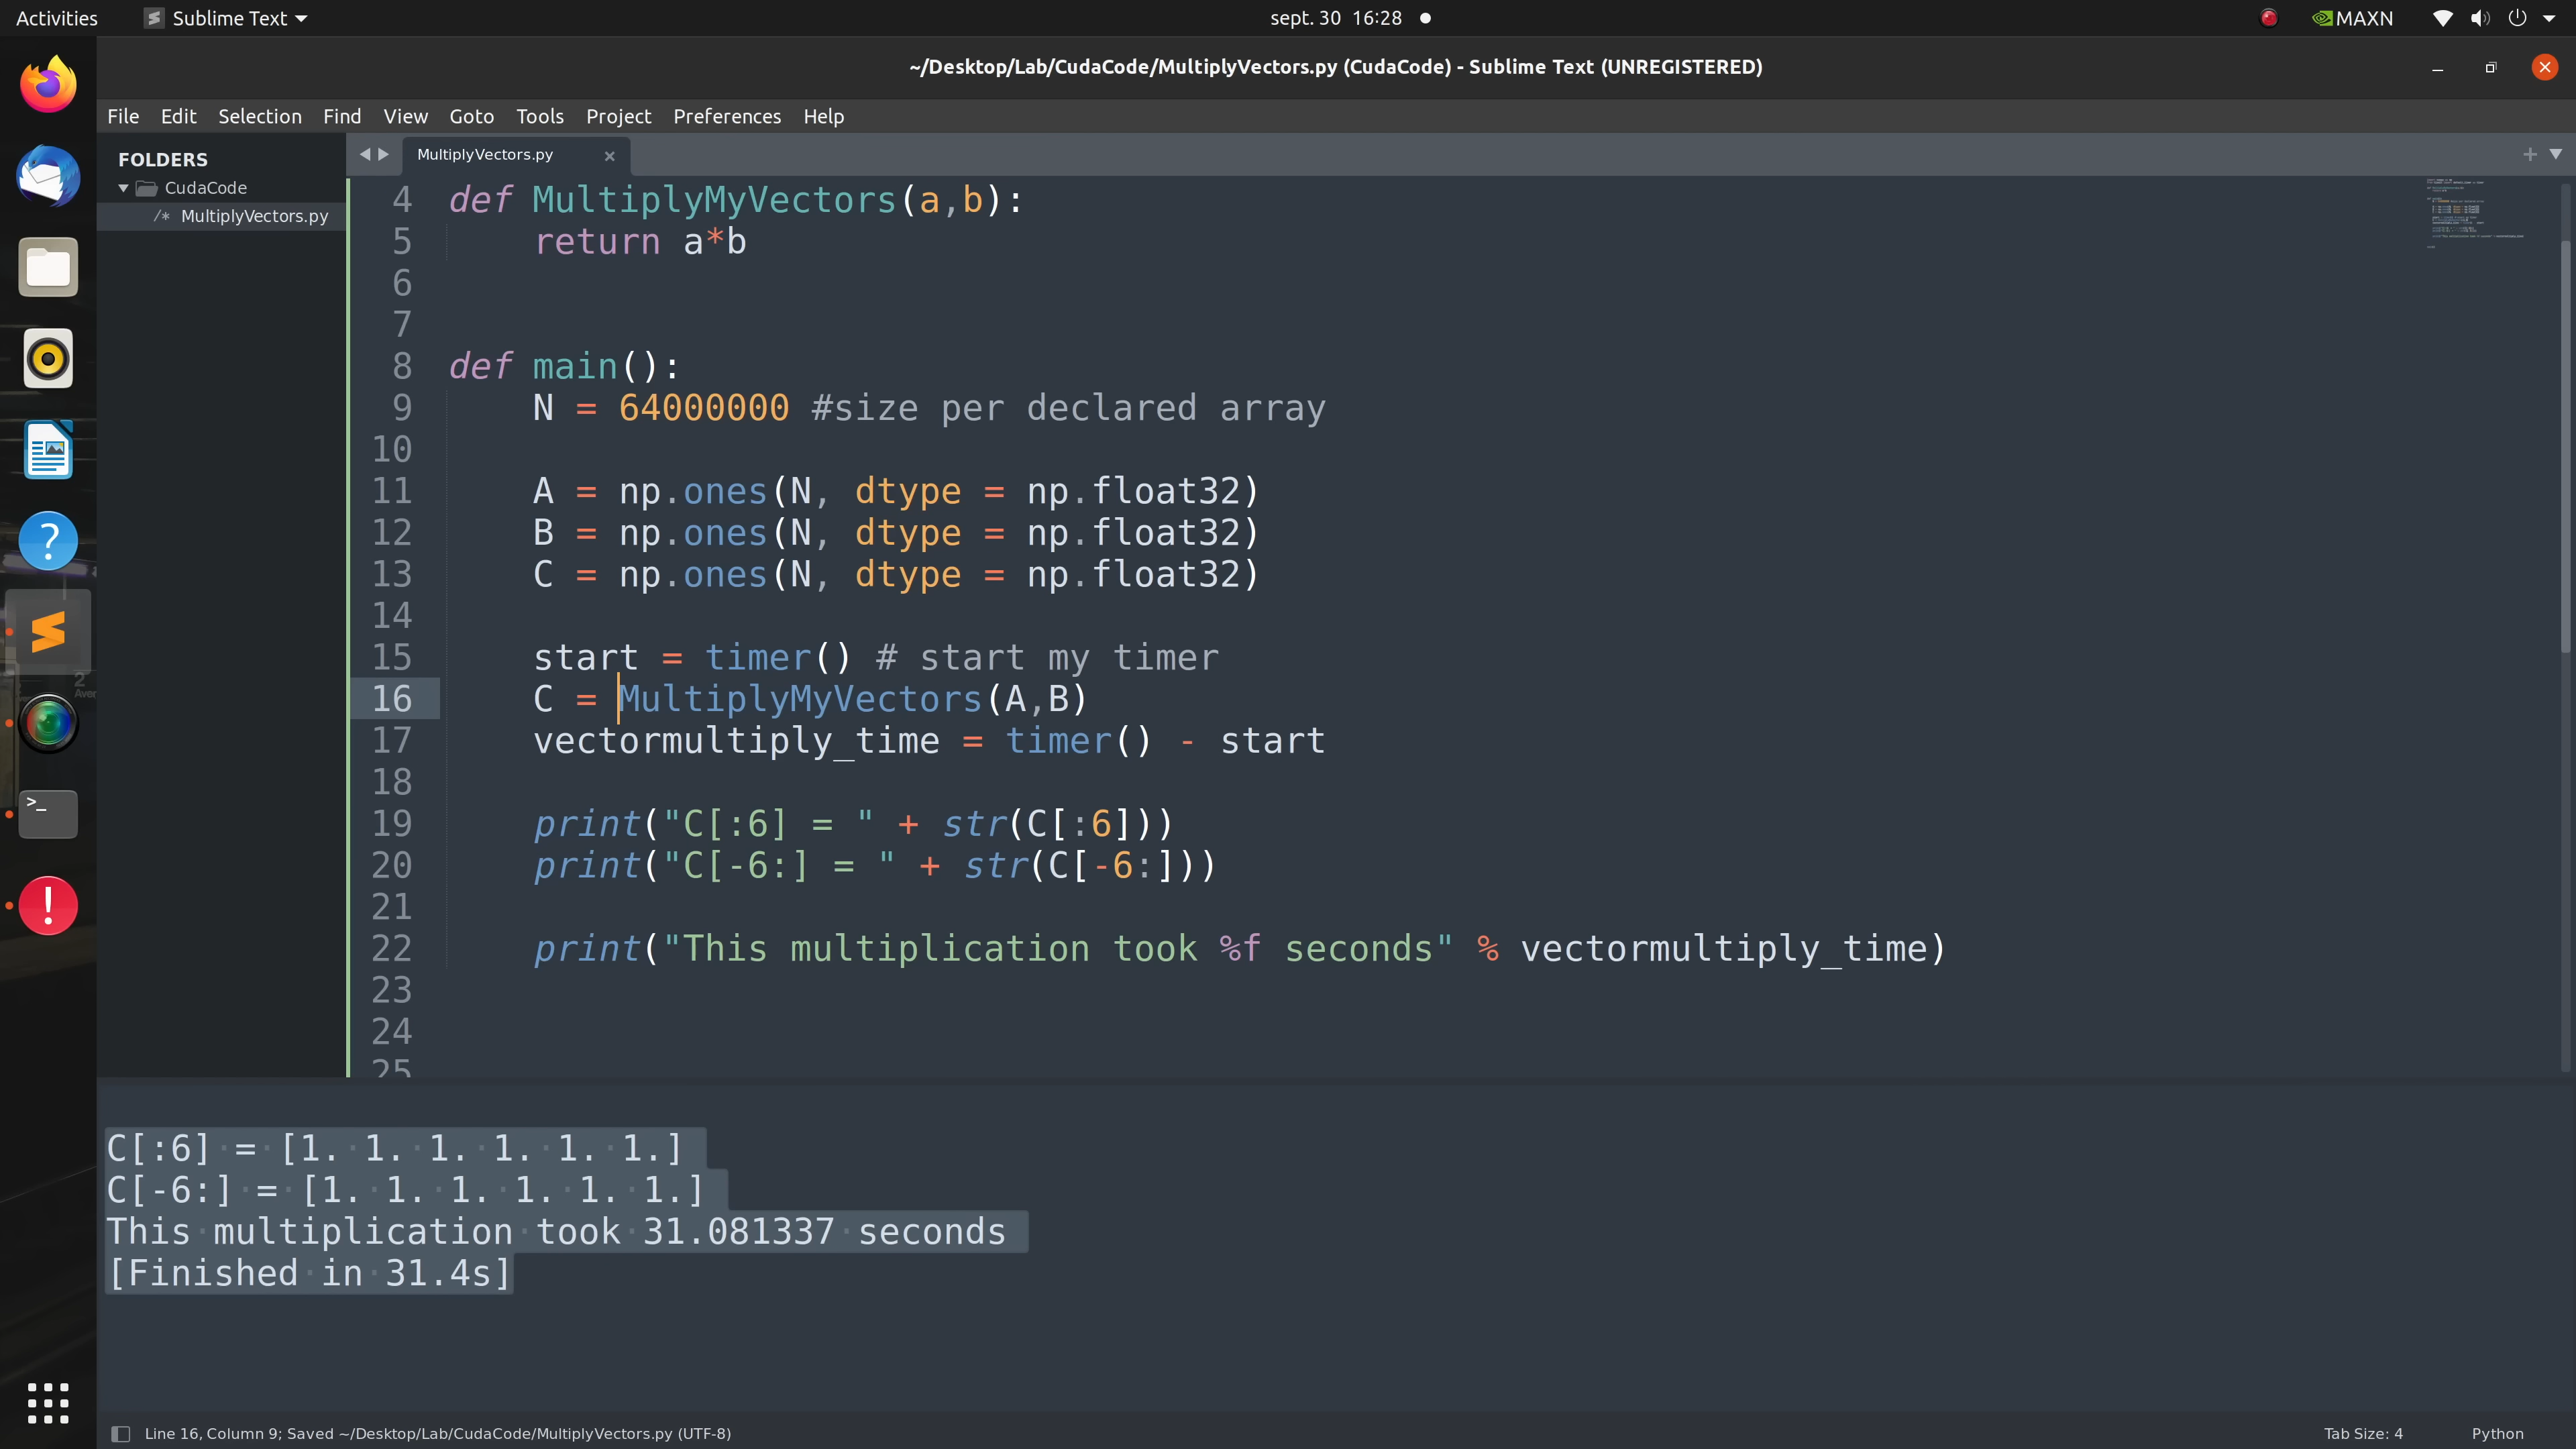 Activities Sublime Text sept. 30 16:28 MAXN
~/Desktop/Lab/CudaCode/MultiplyVectors.py (CudaCode) - Sublime Text (UNREGISTERED)
File Edit Selection Find View Goto Tools Project Preferences Help
FOLDERS
CudaCode
/* MultiplyVectors.py
MultiplyVectors.py ×
4 def MultiplyMyVectors(a,b):
5 return a*b
6
7
8 def main():
9 N = 64000000 #size per declared array
10
11 A = np.ones(N, dtype = np.float32)
12 B = np.ones(N, dtype = np.float32)
13 C = np.ones(N, dtype = np.float32)
14
15 start = timer() # start my timer
16 C = MultiplyMyVectors(A,B)
17 vectormultiply_time = timer() - start
18
19 print("C[:6] = " + str(C[:6]))
20 print("C[-6:] = " + str(C[-6:]))
21
22 print("This multiplication took %f seconds" % vectormultiply_time)
23
24
25
C[:6] = [1. 1. 1. 1. 1. 1.]
C[-6:] = [1. 1. 1. 1. 1. 1.]
This multiplication took 31.081337 seconds
[Finished in 31.4s]
Line 16, Column 9; Saved ~/Desktop/Lab/CudaCode/MultiplyVectors.py (UTF-8) Tab Size: 4 Python